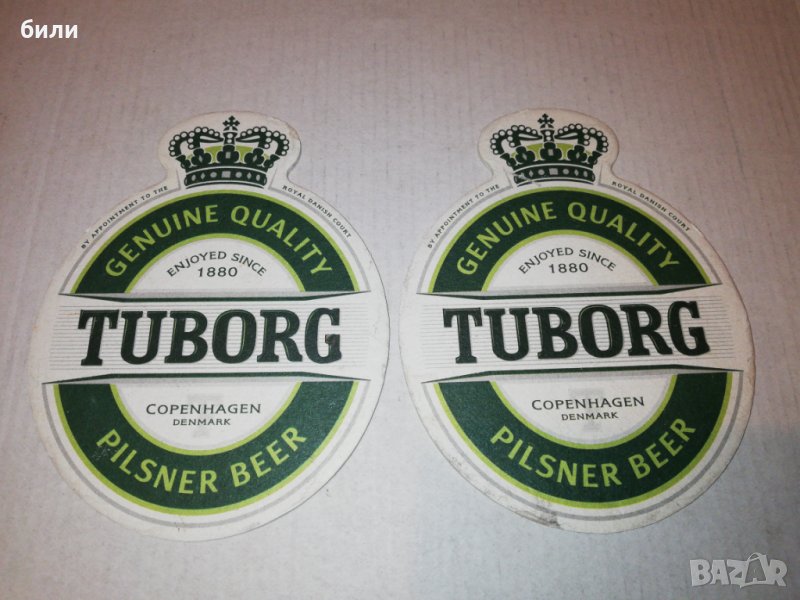 били
BY APPOINTMENT TO THE ROYAL DANISH COURT
GENUINE QUALITY
ENJOYED SINCE
1880
TUBORG
COPENHAGEN
DENMARK
PILSNER BEER
BY APPOINTMENT TO THE ROYAL DANISH COURT
GENUINE QUALITY
ENJOYED SINCE
1880
TUBORG
COPENHAGEN
DENMARK
PILSNER BEER
BAZAR